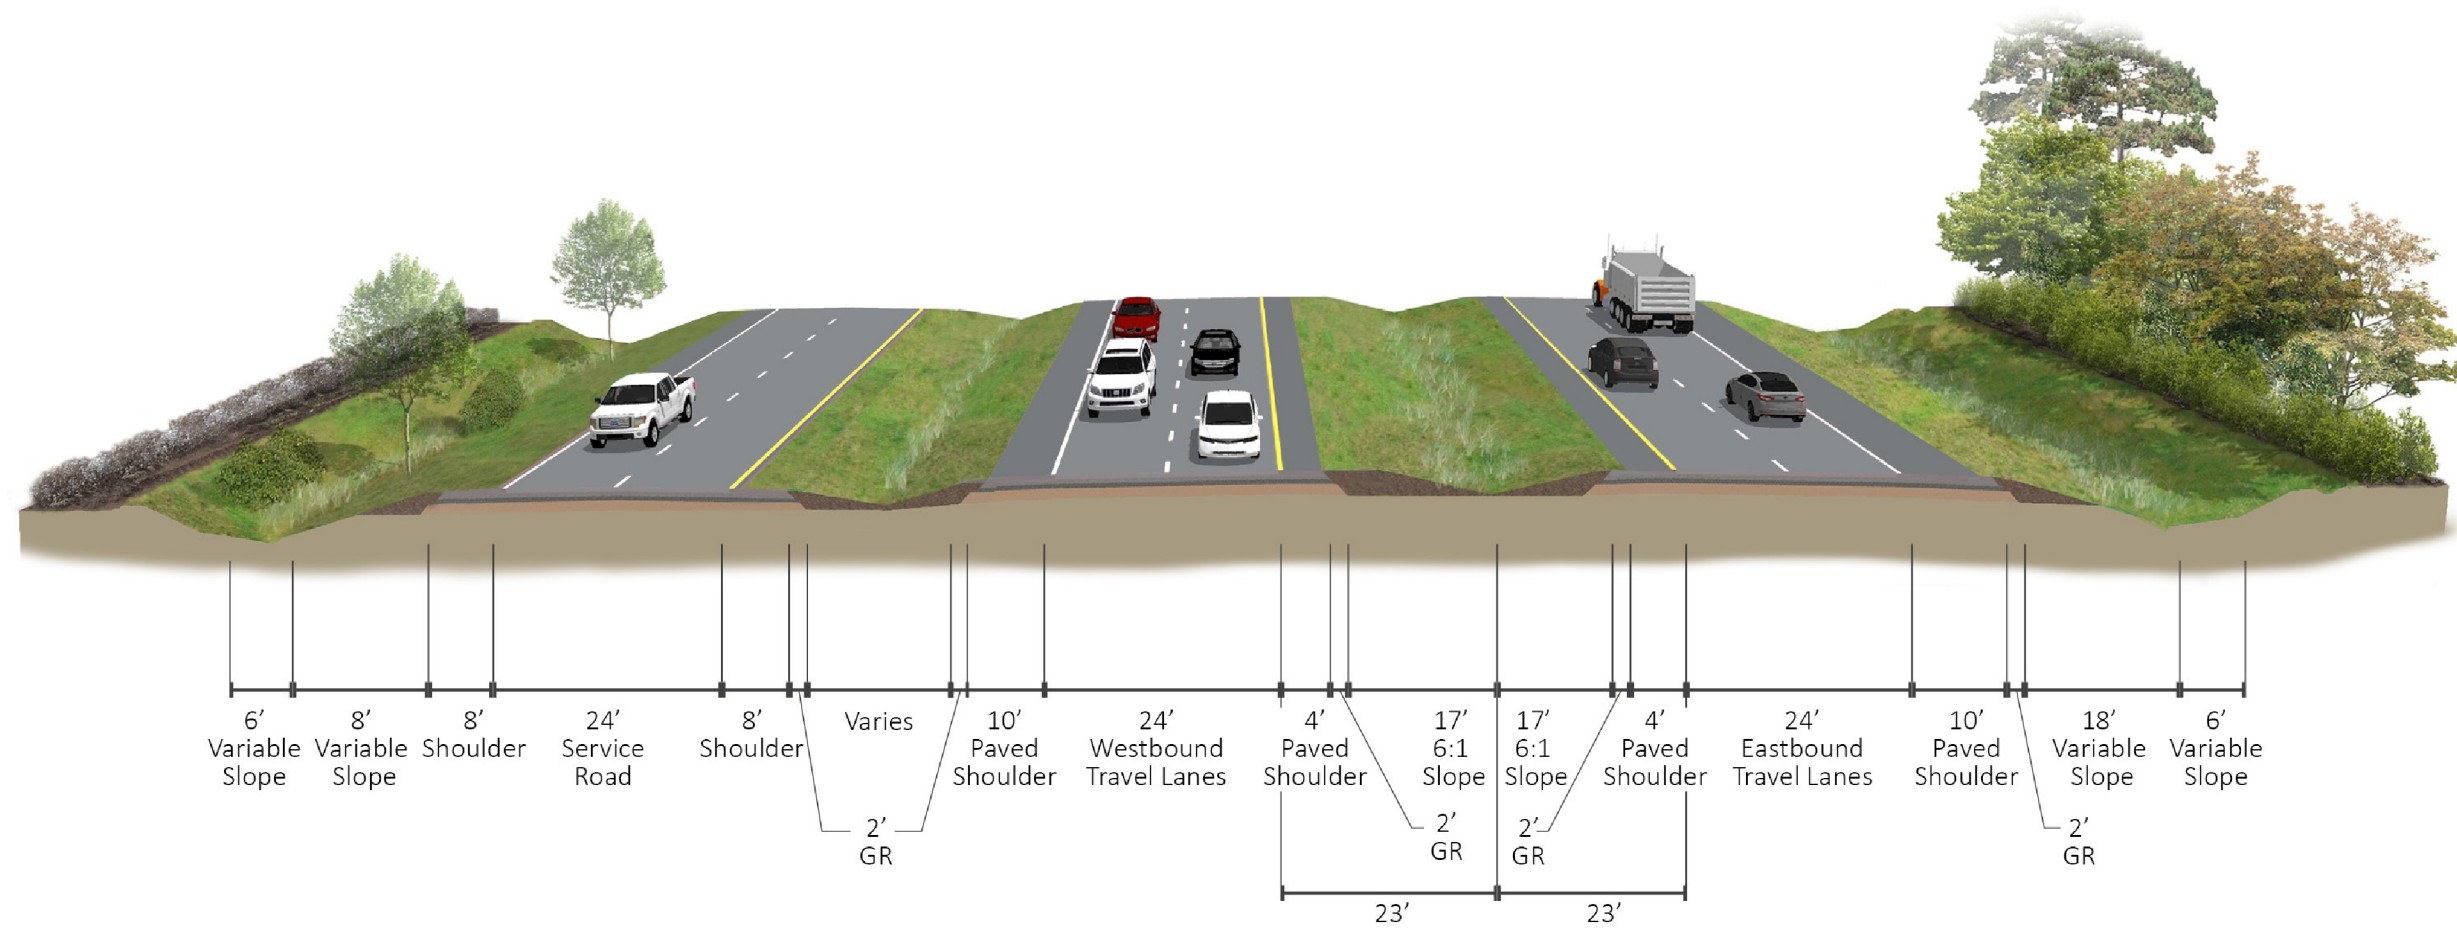 6’
Variable
Slope
8’
Variable
Slope
8’
Shoulder
24’
Service
Road
8’
Shoulder
Varies
10’
Paved
Shoulder
24’
Westbound
Travel Lanes
4’
Paved
Shoulder
17’
6:1
Slope
17’
6:1
Slope
4’
Paved
Shoulder
24’
Eastbound
Travel Lanes
10’
Paved
Shoulder
18’
Variable
Slope
6’
Variable
Slope
2’
GR
2’
GR
2’
GR
2’
GR
23’
23’